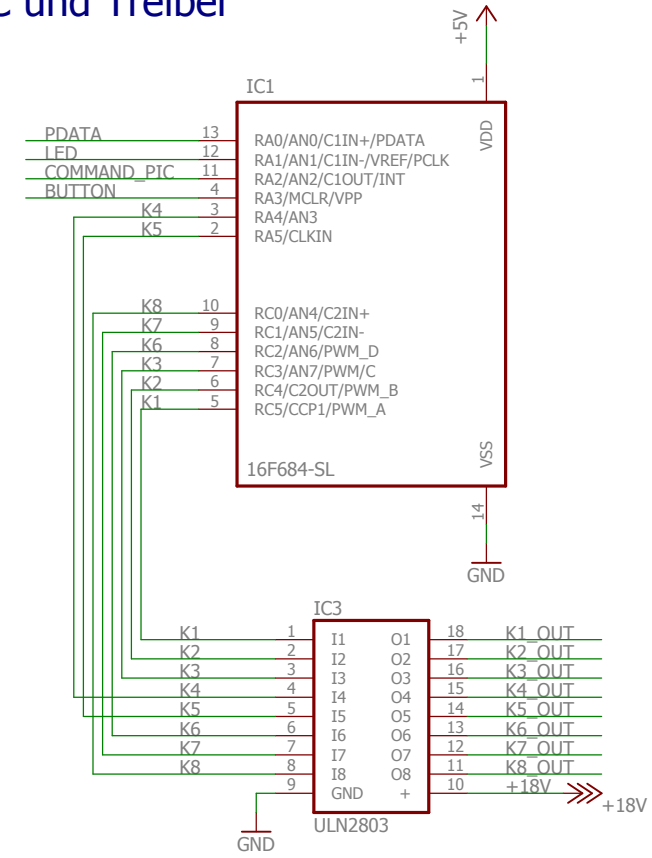 C und Treiber
+5V
IC1
1
VDD
PDATA 13 RA0/AN0/C1IN+/PDATA
LED 12 RA1/AN1/C1IN-/VREF/PCLK
COMMAND_PIC 11 RA2/AN2/C1OUT/INT
BUTTON 4 RA3/MCLR/VPP
K4 3 RA4/AN3
K5 2 RA5/CLKIN
K8 10 RC0/AN4/C2IN+
K7 9 RC1/AN5/C2IN-
K6 8 RC2/AN6/PWM_D
K3 7 RC3/AN7/PWM/C
K2 6 RC4/C2OUT/PWM_B
K1 5 RC5/CCP1/PWM_A
VSS
16F684-SL
14
GND
IC3
K1 1 I1 O1 18 K1_OUT
K2 2 I2 O2 17 K2_OUT
K3 3 I3 O3 16 K3_OUT
K4 4 I4 O4 15 K4_OUT
K5 5 I5 O5 14 K5_OUT
K6 6 I6 O6 13 K6_OUT
K7 7 I7 O7 12 K7_OUT
K8 8 I8 O8 11 K8_OUT
9 GND + 10 +18V
+18V
ULN2803
GND